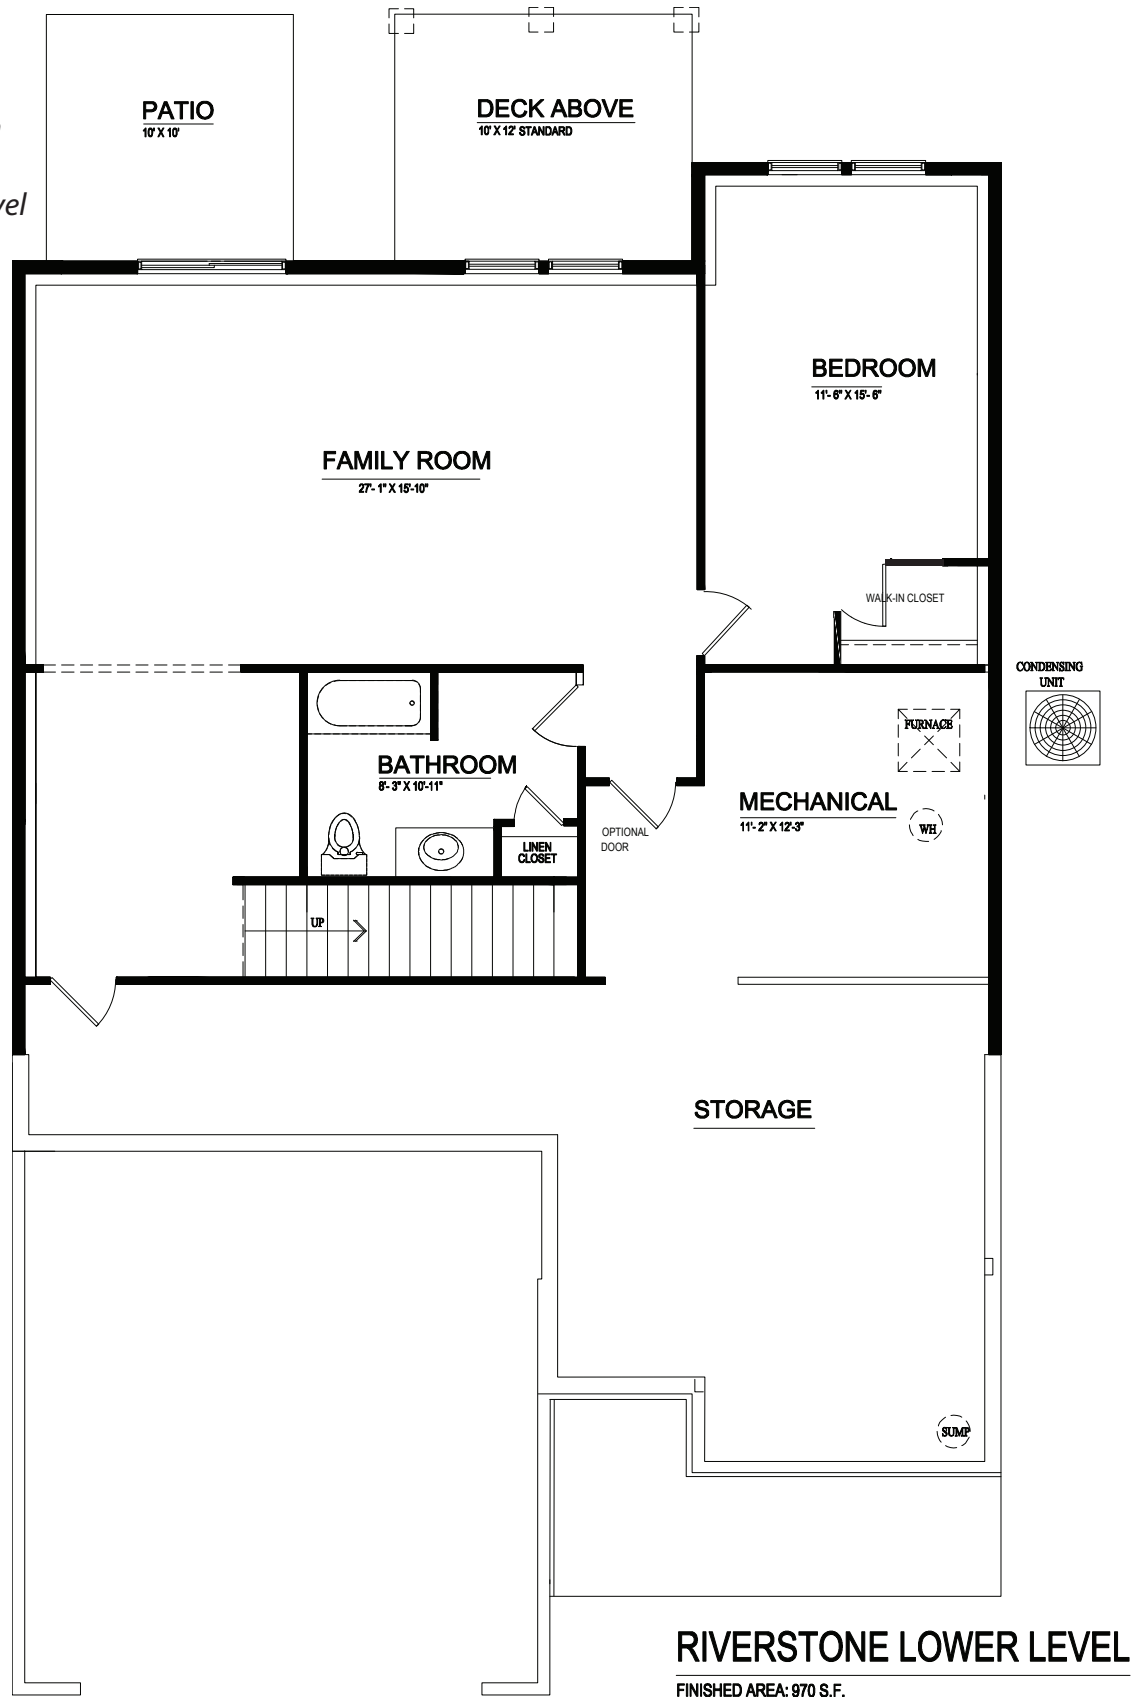 PATIO
10' X 10'
DECK ABOVE
10' X 12' STANDARD
BEDROOM
11'- 6" X 15'- 6"
FAMILY ROOM
27'- 1" X 15'-10"
WALK-IN CLOSET
CONDENSING
UNIT
FURNACE
BATHROOM
8'- 3" X 10'-11"
MECHANICAL
11'- 2" X 12'-3"
WH
OPTIONAL
DOOR
LINEN
CLOSET
UP
STORAGE
SUMP
RIVERSTONE LOWER LEVEL
FINISHED AREA: 970 S.F.